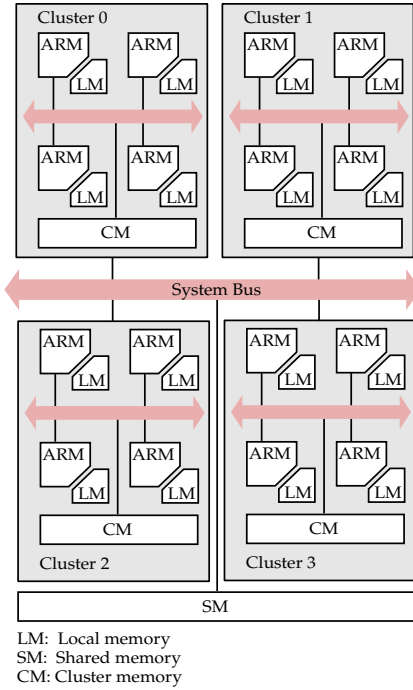 Cluster 0
Cluster 1
ARM
ARM
ARM
ARM
LM
LM
LM
LM
ARM
ARM
ARM
ARM
LM
LM
LM
LM
CM
CM
System Bus
ARM
ARM
ARM
ARM
LM
LM
LM
LM
ARM
ARM
ARM
ARM
LM
LM
LM
LM
CM
CM
Cluster 2
Cluster 3
SM
LM: Local memory
SM: Shared memory
CM: Cluster memory